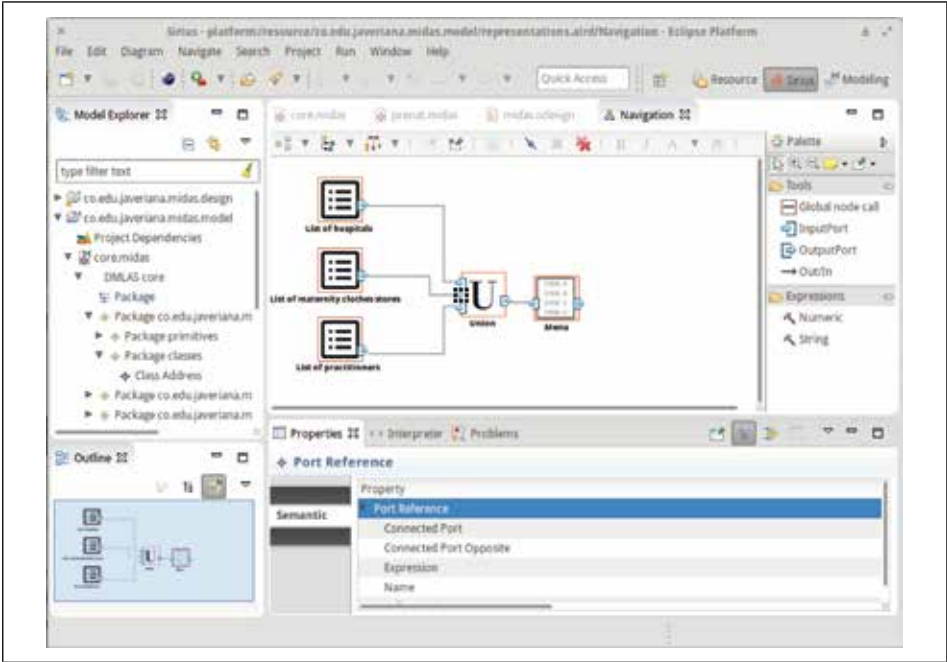 Sirius - platform:/resource/co.edu.javeriana.midas.model/representations.aird/Navigation - Eclipse Platform
File Edit Diagram Navigate Search Project Run Window Help
Quick Access
Resource
Sirius
Modeling
Model Explorer
type filter text
co.edu.javeriana.midas.design
co.edu.javeriana.midas.model
Project Dependencies
core.midas
DMLAS core
Package
Package co.edu.javeriana.m
Package primitives
Package classes
Class Address
Package co.edu.javeriana.m
Package co.edu.javeriana.m
Outline
core.midas
prenat.midas
midas.odesign
Navigation
List of hospitals
List of maternity clothes stores
List of practitioners
U
Union
Menu
Palette
Tools
Global node call
InputPort
OutputPort
OutIn
Expressions
Numeric
String
Properties
Interpreter
Problems
Port Reference
Semantic
Property
Port Reference
Connected Port
Connected Port Opposite
Expression
Name